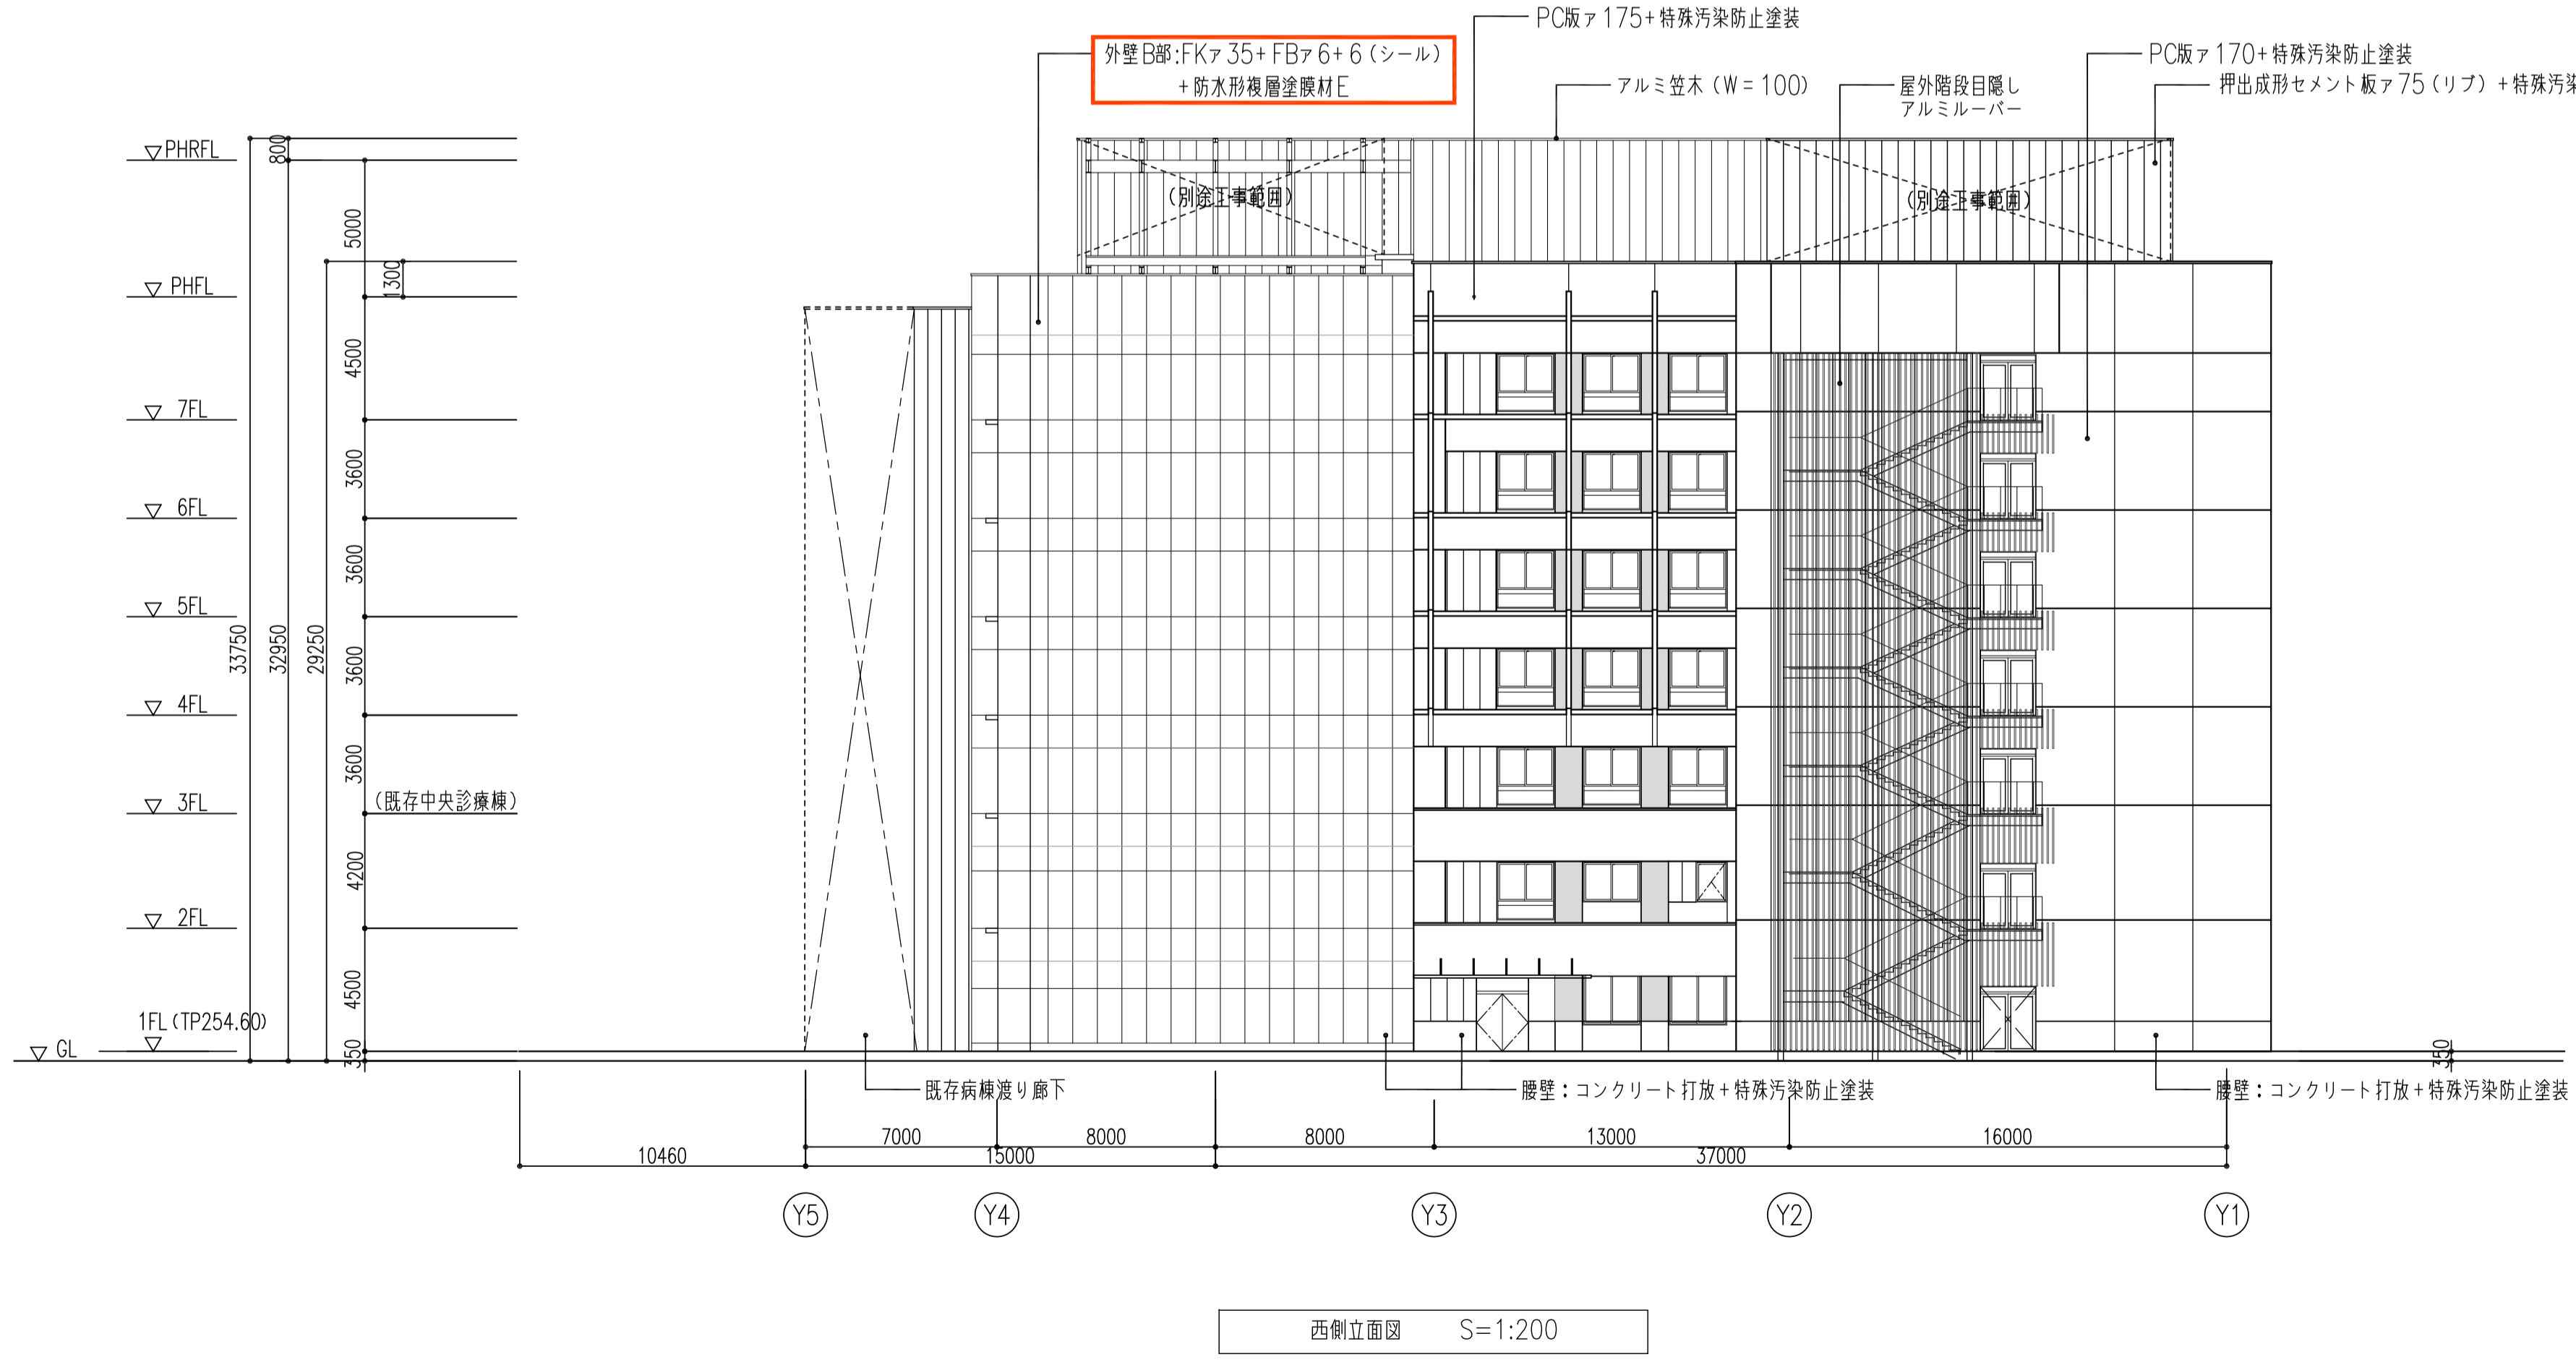 PC版ァ175+特殊汚染防止塗装
外壁B部:FKァ35+FBァ6+6(シール)
+防水形複層塗膜材E
アルミ笠木(W=100)
屋外階段目隠し
アルミルーバー
PC版ァ170+特殊汚染防止塗装
押出成形セメント板ァ75(リブ)+特殊汚染
▽PHRFL
800
5000
(別途工事範囲)
(別途工事範囲)
1300
▽ PHFL
4500
▽ 7FL
3600
▽ 6FL
3600
▽ 5FL
33750
32950
29250
3600
▽ 4FL
3600
▽ 3FL
(既存中央診療棟)
4200
▽ 2FL
4500
1FL(TP254.60)
▽
▽ GL
350
350
既存病棟渡り廊下
腰壁:コンクリート打放+特殊汚染防止塗装
腰壁:コンクリート打放+特殊汚染防止塗装
7000
8000
8000
13000
16000
10460
15000
37000
Y5
Y4
Y3
Y2
Y1
西側立面図 S=1:200